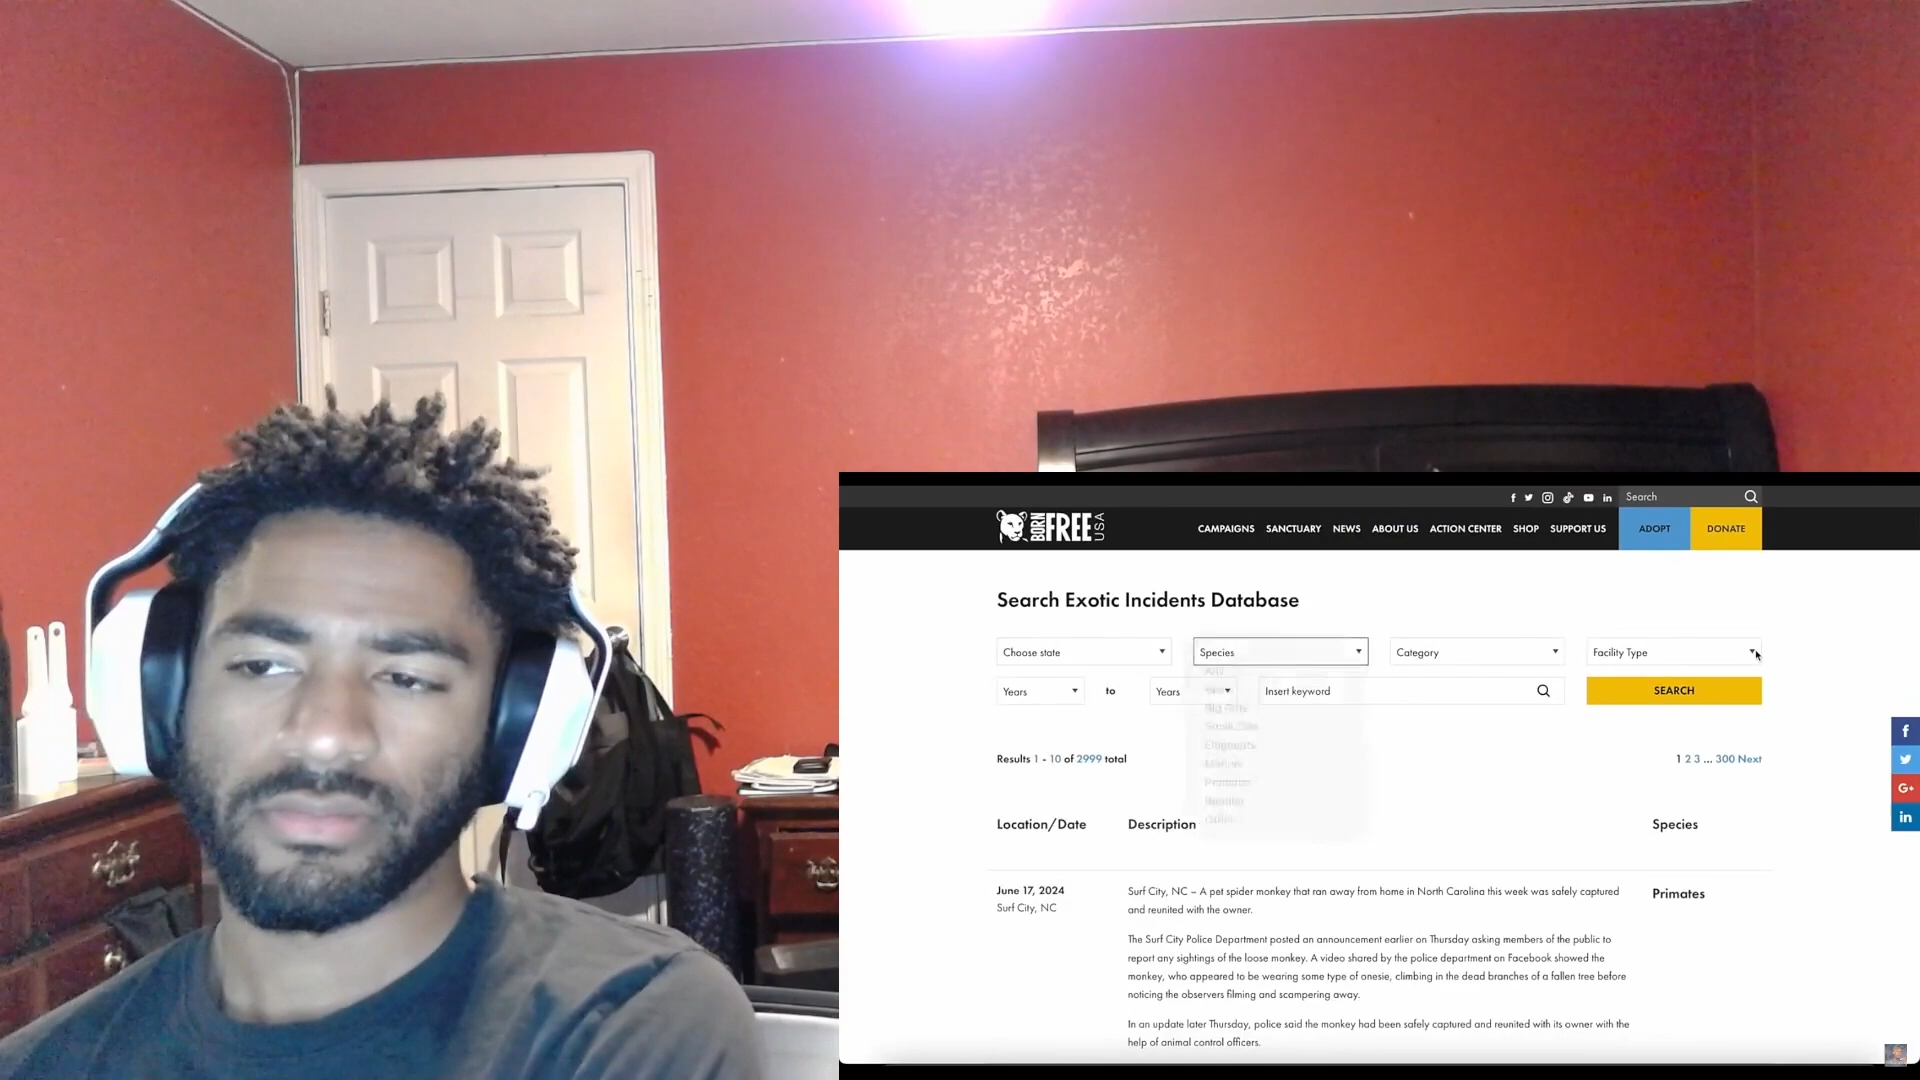 Search
BORN FREE USA
CAMPAIGNS SANCTUARY NEWS ABOUT US ACTION CENTER SHOP SUPPORT US ADOPT DONATE
Search Exotic Incidents Database
Choose state Species Category Facility Type
Years to Years Insert keyword SEARCH
Results 1 - 10 of 2999 total 1 2 3 ... 300 Next
Location/Date Description Species
June 17, 2024
Surf City, NC
Surf City, NC – A pet spider monkey that ran away from home in North Carolina this week was safely captured
and reunited with the owner.
Primates
The Surf City Police Department posted an announcement earlier on Thursday asking members of the public to
report any sightings of the loose monkey. A video shared by the police department on Facebook showed the
monkey, who appeared to be wearing some type of onesie, climbing in the dead branches of a fallen tree before
noticing the observers filming and scampering away.
In an update later Thursday, police said the monkey had been safely captured and reunited with its owner with the
help of animal control officers.